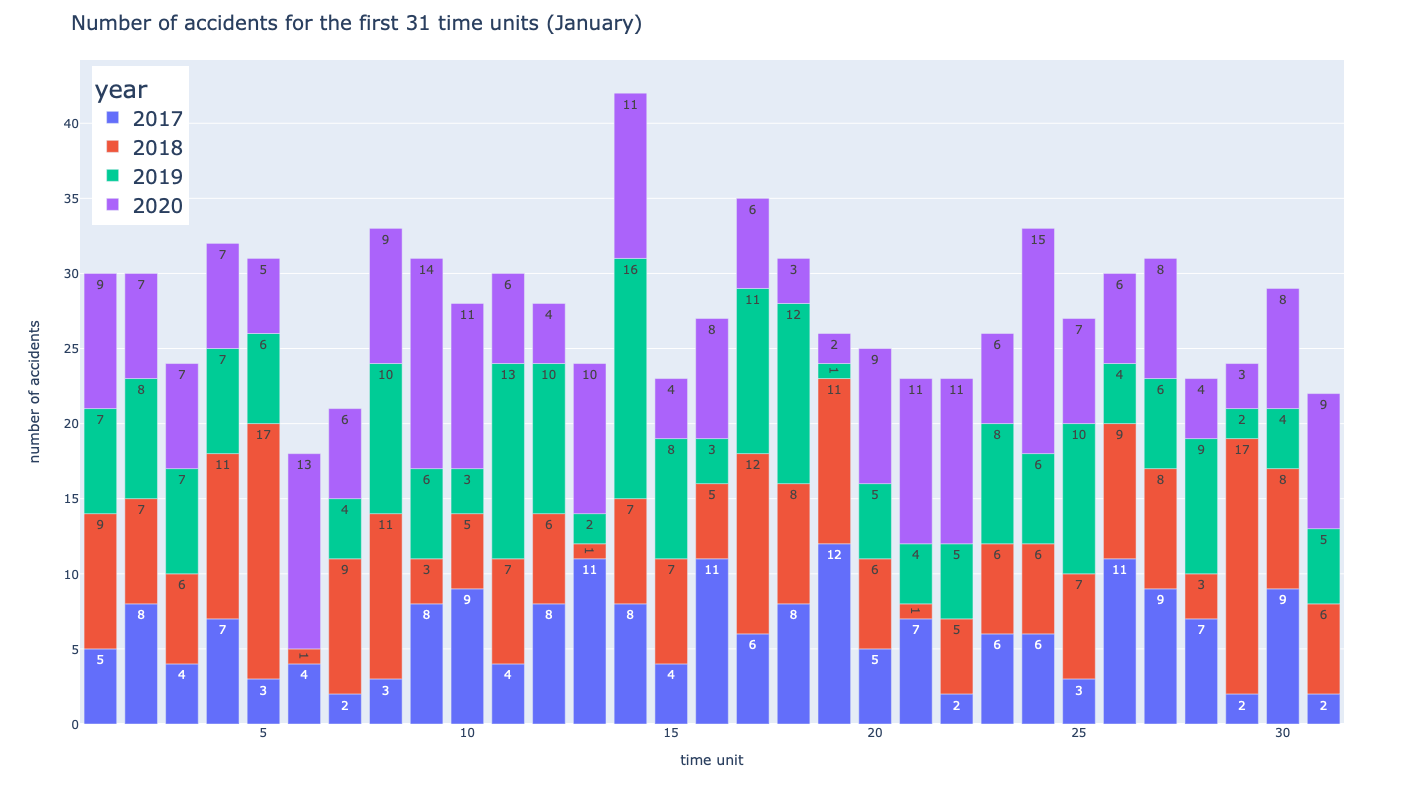 Number of accidents for the first 31 time units (January)
year
2017
2018
2019
2020
number of accidents
40
35
30
25
20
15
10
5
0
9 7 9 5
7 8 7 8
7 7 6 4
7 7 11 7
5 6 17 3
13 1 4
6 4 9 2
9 10 11 3
14 6 3 8
11 3 5 9
6 13 7 4
4 10 6 8
10 2 1 11
11 16 7 8
4 8 7 4
8 3 5 11
6 11 12 6
3 12 8 8
2 1 11 12
9 5 6 5
11 4 1 7
11 5 5 2
6 8 6 6
15 6 6 6
7 10 7 3
6 4 9 11
8 6 8 9
4 9 3 7
3 2 17 2
8 4 8 9
9 5 6 2
5 10 15 20 25 30
time unit